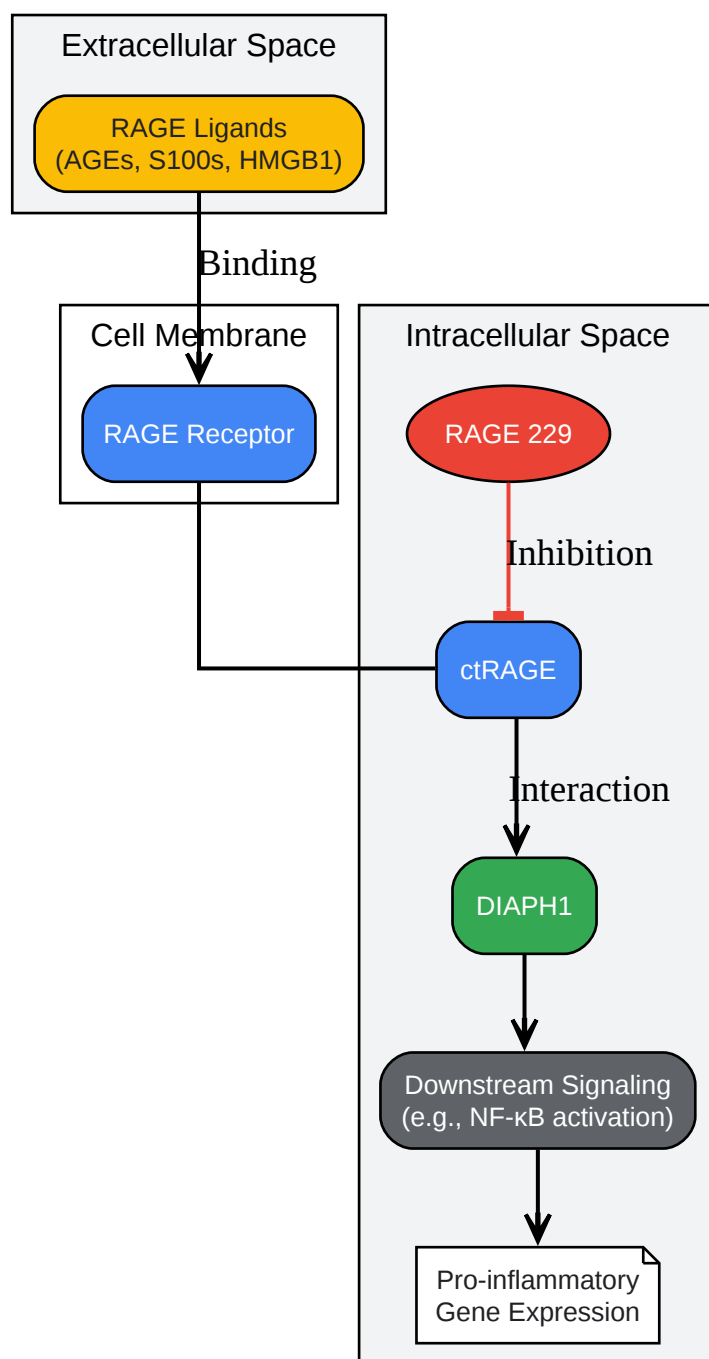 Extracellular Space
RAGE Ligands
(AGEs, S100s, HMGB1)
Binding
Cell Membrane
RAGE Receptor
Intracellular Space
RAGE 229
Inhibition
ctRAGE
Interaction
DIAPH1
Downstream Signaling
(e.g., NF-κB activation)
Pro-inflammatory
Gene Expression